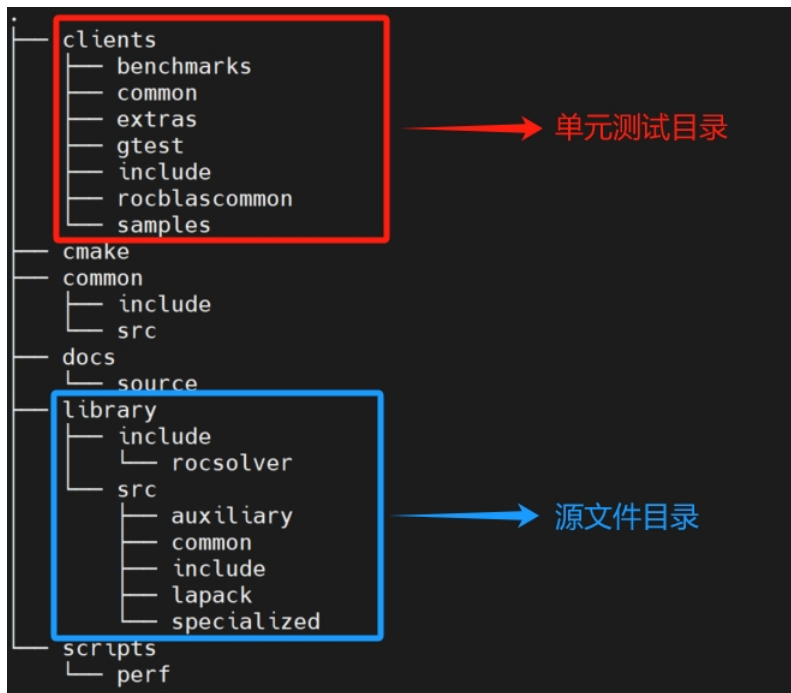 .
├── clients
│   ├── benchmarks
│   ├── common
│   ├── extras
│   ├── gtest
│   ├── include
│   ├── rocblascommon
│   └── samples
单元测试目录
├── cmake
├── common
│   ├── include
│   └── src
├── docs
│   └── source
├── library
│   ├── include
│   │   └── rocsolver
│   └── src
│       ├── auxiliary
│       ├── common
│       ├── include
│       ├── lapack
│       └── specialized
源文件目录
└── scripts
    └── perf